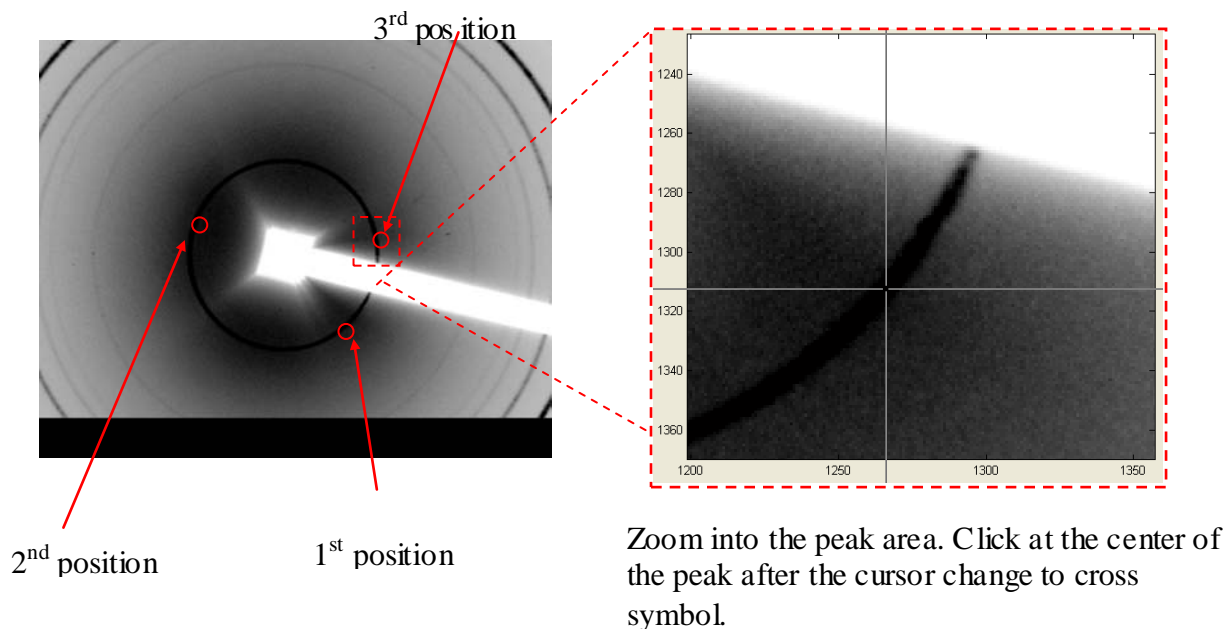 3rd position
1240
1260
1280
1300
1320
1340
1360
1200
1250
1300
1350
2nd position
1st position
Zoom into the peak area. Click at the center of
the peak after the cursor change to cross
symbol.